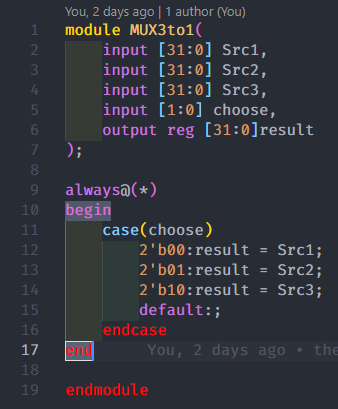 You, 2 days ago | 1 author (You)
1 module MUX3to1(
2     input [31:0] Src1,
3     input [31:0] Src2,
4     input [31:0] Src3,
5     input [1:0] choose,
6     output reg [31:0]result
7 );
8
9 always@(*)
10 begin
11     case(choose)
12         2'b00:result = Src1;
13         2'b01:result = Src2;
14         2'b10:result = Src3;
15         default:;
16     endcase
17 end     You, 2 days ago • the
18
19 endmodule